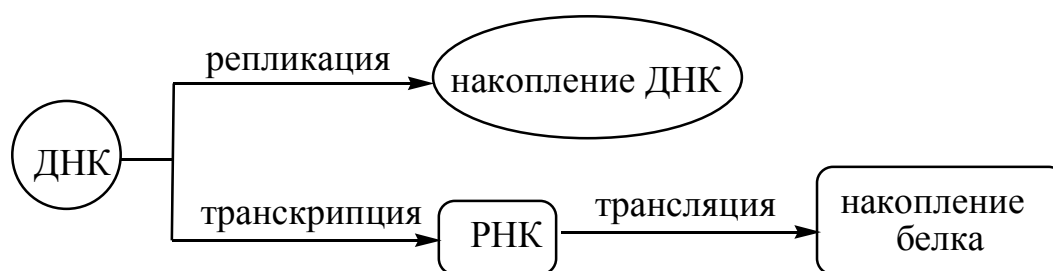 репликация
накопление ДНК
ДНК
транскрипция
РНК
трансляция
накопление
белка